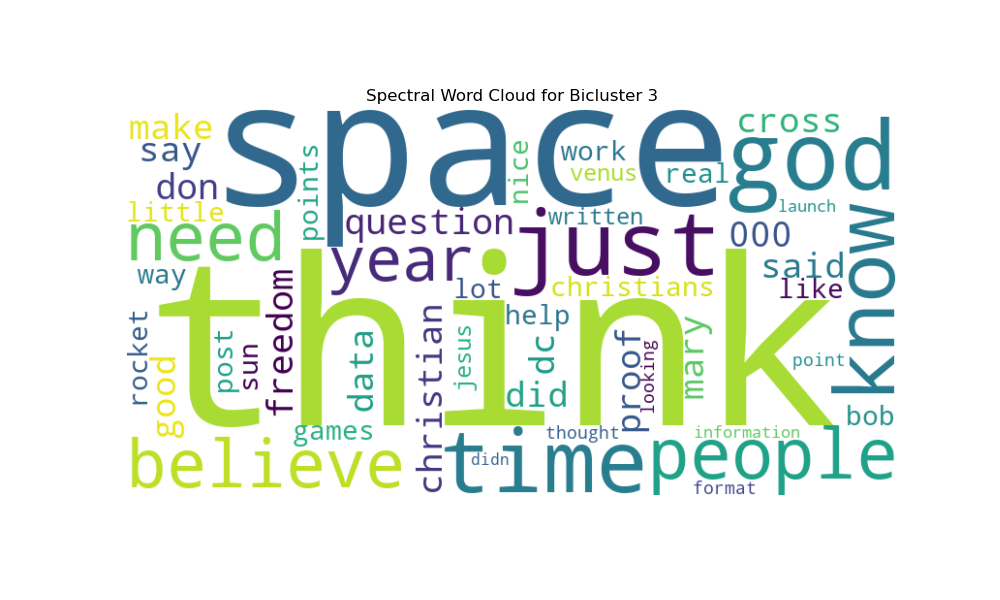 Spectral Word Cloud for Bicluster 3
space
think
god
just
know
need
year
time
people
believe
make
say
don
little
way
points
question
nice
work
venus
real
cross
launch
written
000
said
like
lot
christians
help
dc
did
christian
jesus
freedom
data
sun
post
rocket
good
games
proof
looking
mary
point
bob
thought
didn
information
format